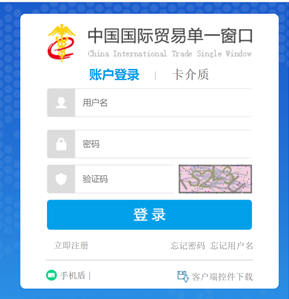 中国国际贸易单一窗口
China International Trade Single Window
账户登录 | 卡介质
用户名
密码
验证码
登录
立即注册 忘记密码 忘记用户名
手机盾 | 客户端控件下载